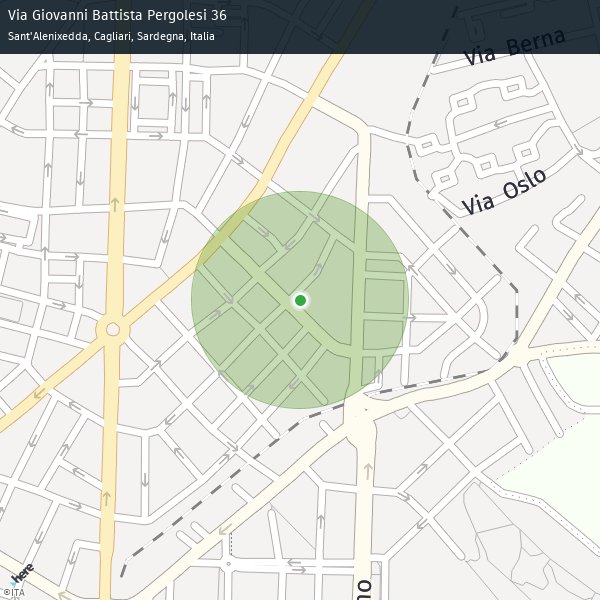 Via Giovanni Battista Pergolesi 36
Sant'Alenixedda, Cagliari, Sardegna, Italia
Via Berna
Via Oslo
no
here
©ITA